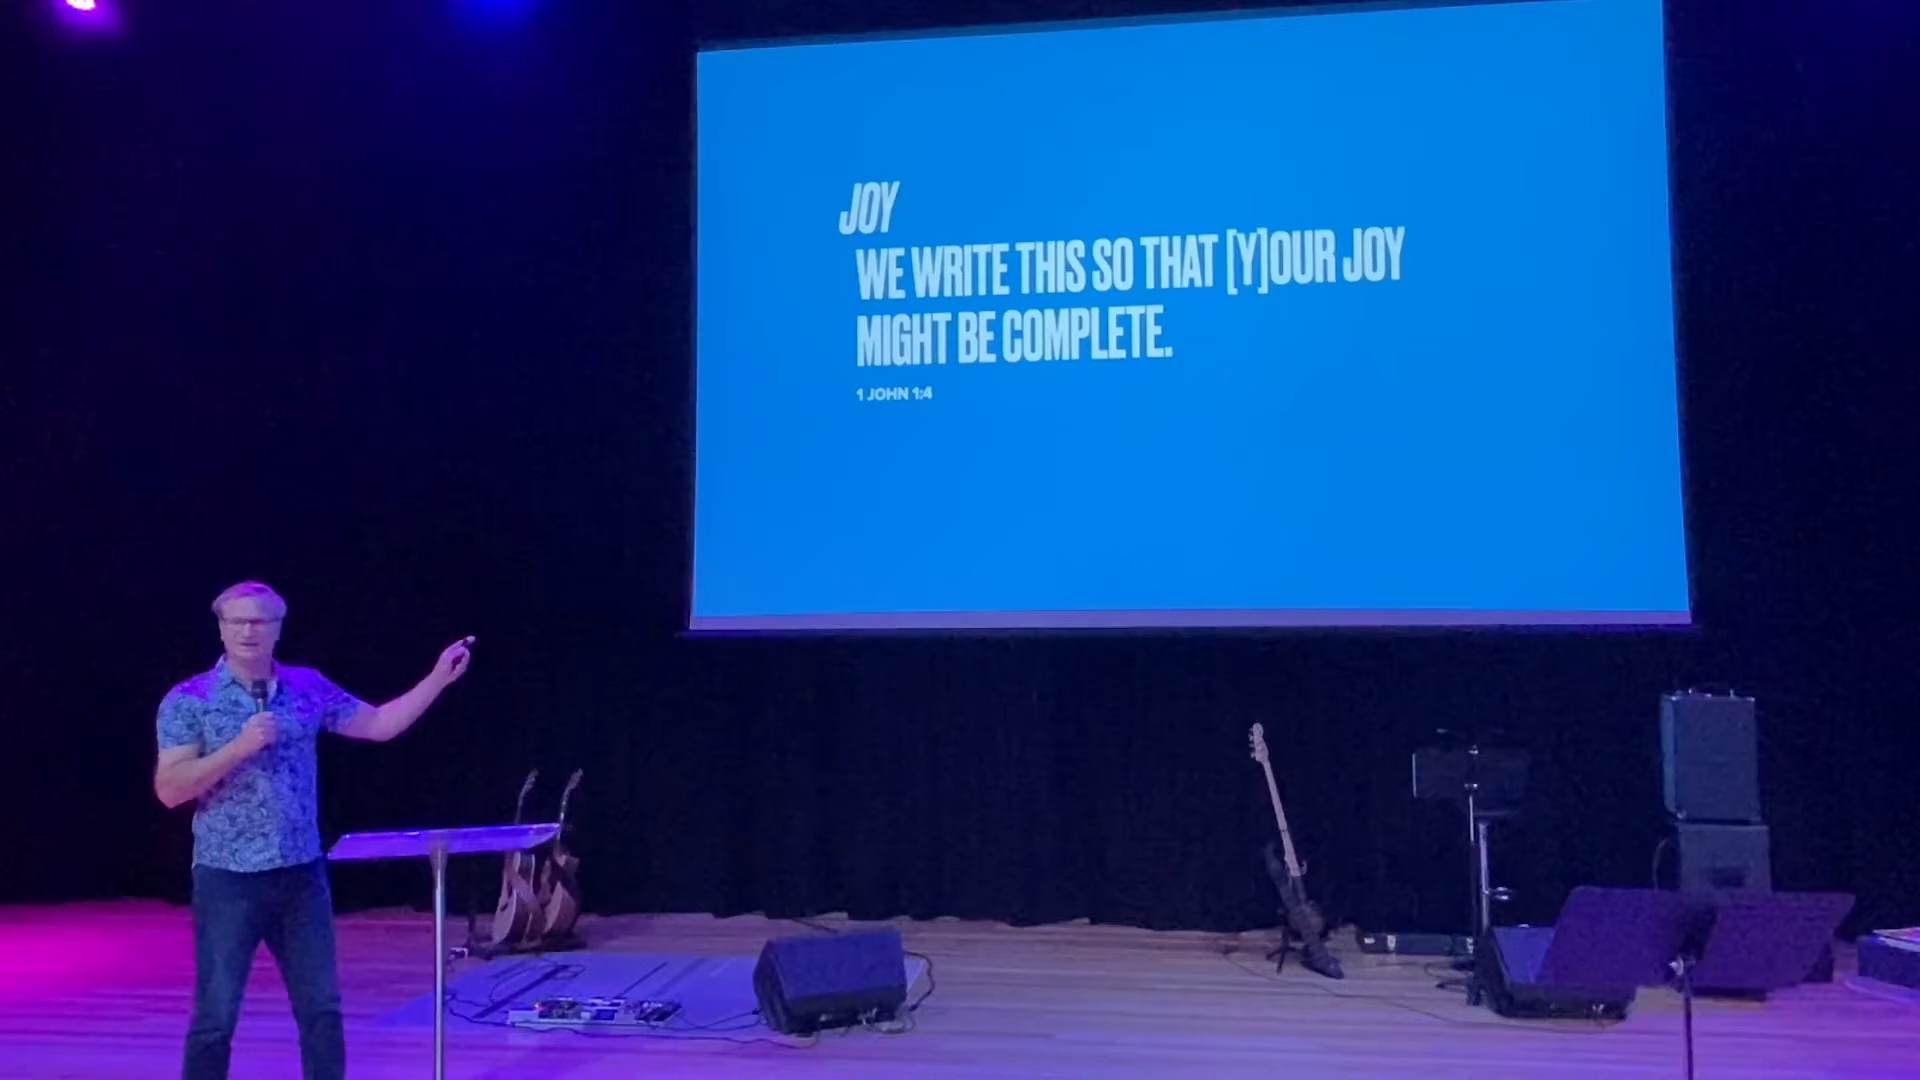 JOY
WE WRITE THIS SO THAT [Y]OUR JOY
MIGHT BE COMPLETE.
1 JOHN 1:4